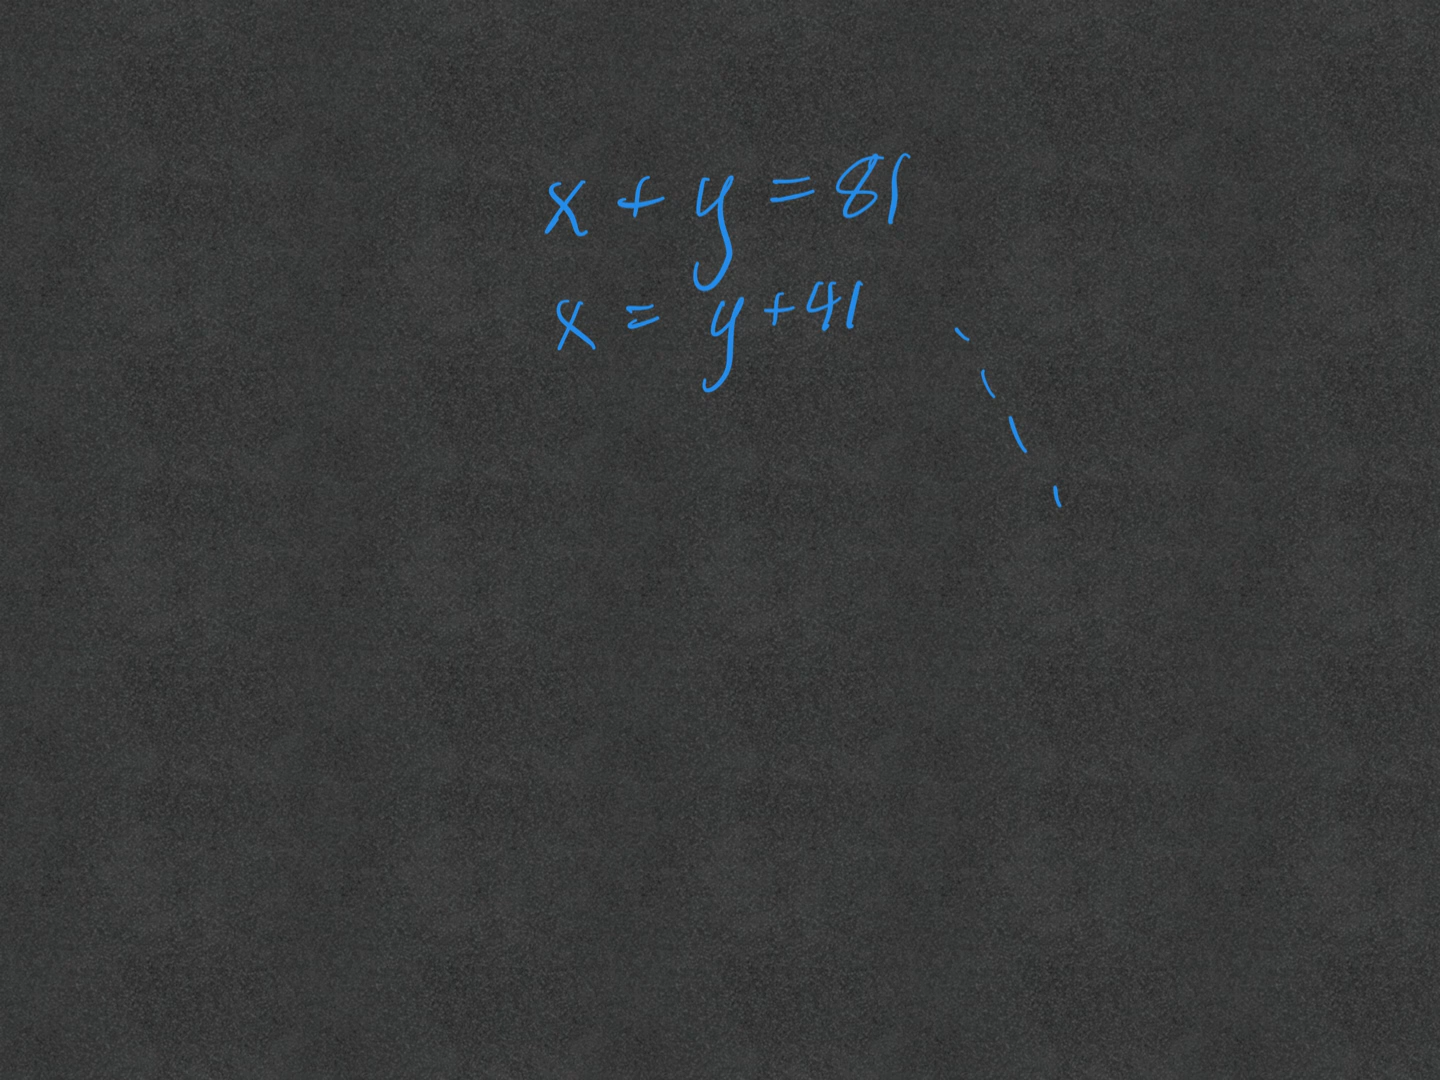 x + y = 81
x = y + 41